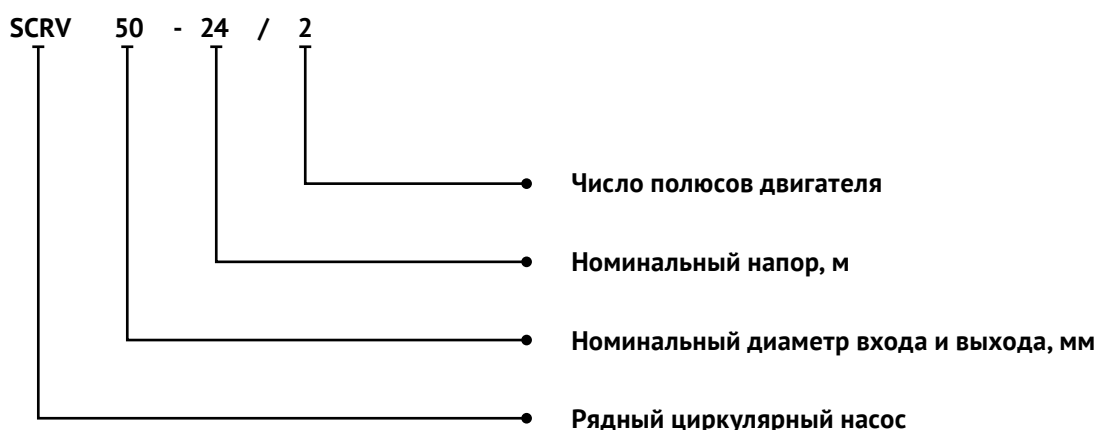 SCRV 50 - 24 / 2
Число полюсов двигателя
Номинальный напор, м
Номинальный диаметр входа и выхода, мм
Рядный циркулярный насос